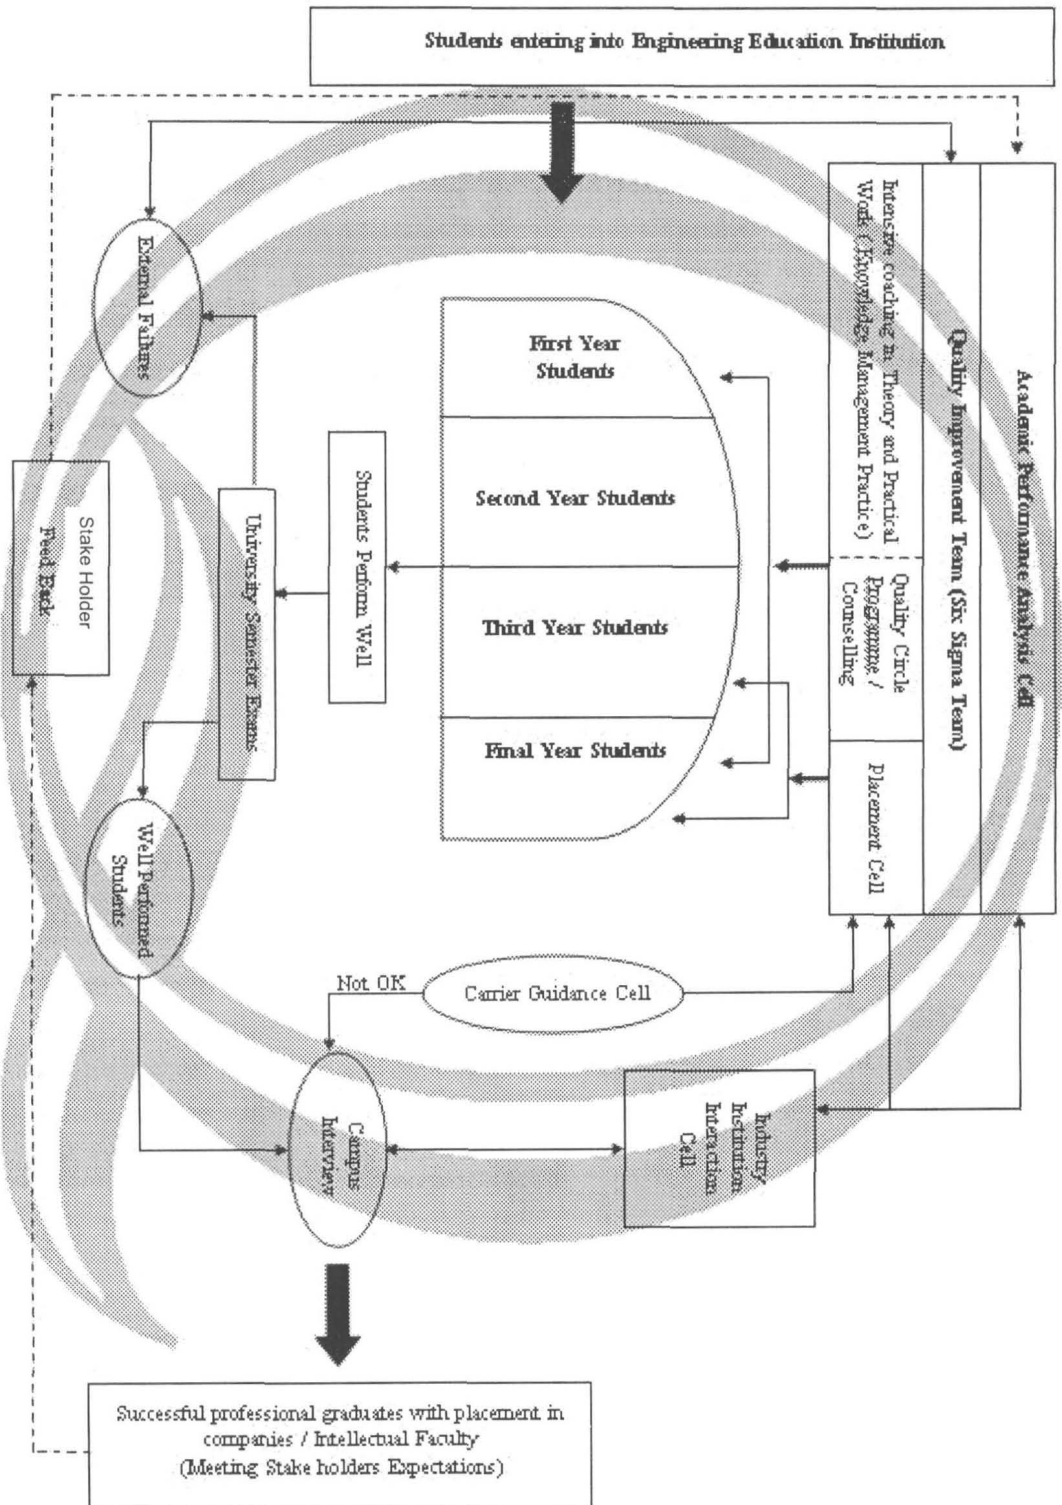 Students entering into Engineering Education Institution
Academic Performance Analysis Cell
Quality Improvement Team (Six Sigma Team)
Intensive coaching in Theory and Practical
Work ( Knowledge Management Practice)
Quality Circle
Programme /
Counselling
Placement Cell
External Failures
First Year
Students
Second Year Students
Third Year Students
Final Year Students
Students Perform Well
University Semester Exams
Stake Holder
Feed Back
Well Performed
Students
Not OK
Carrier Guidance Cell
Campus
Interview
Industry
Institution
Interaction
Cell
Successful professional graduates with placement in
companies / Intellectual Faculty
(Meeting Stake holders Expectations)